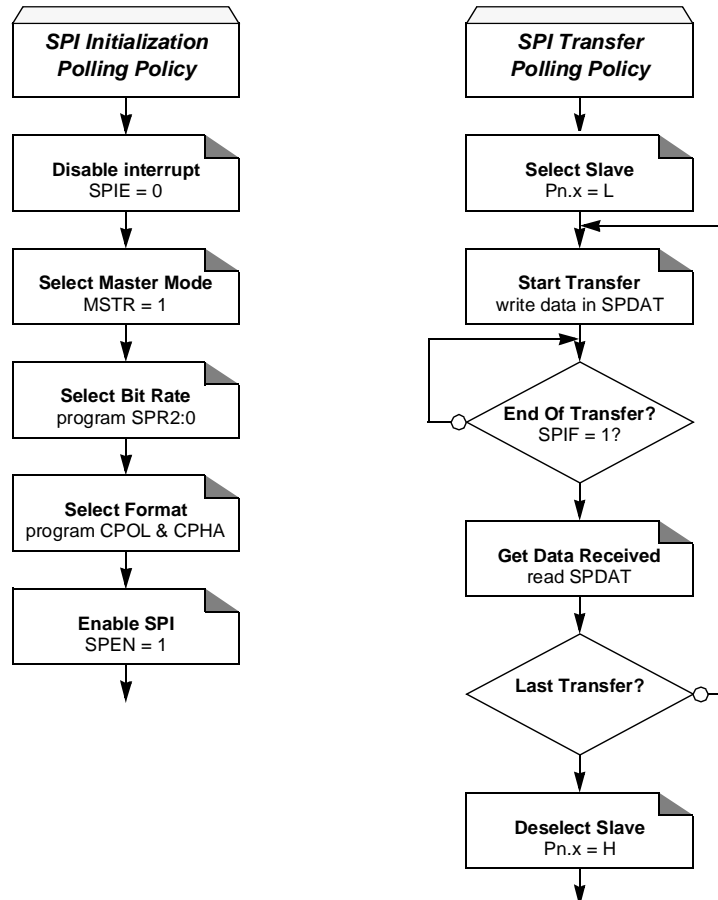 SPI Initialization
Polling Policy
Disable interrupt
SPIE = 0
Select Master Mode
MSTR = 1
Select Bit Rate
program SPR2:0
Select Format
program CPOL & CPHA
Enable SPI
SPEN = 1
SPI Transfer
Polling Policy
Select Slave
Pn.x = L
Start Transfer
write data in SPDAT
End Of Transfer?
SPIF = 1?
Get Data Received
read SPDAT
Last Transfer?
Deselect Slave
Pn.x = H